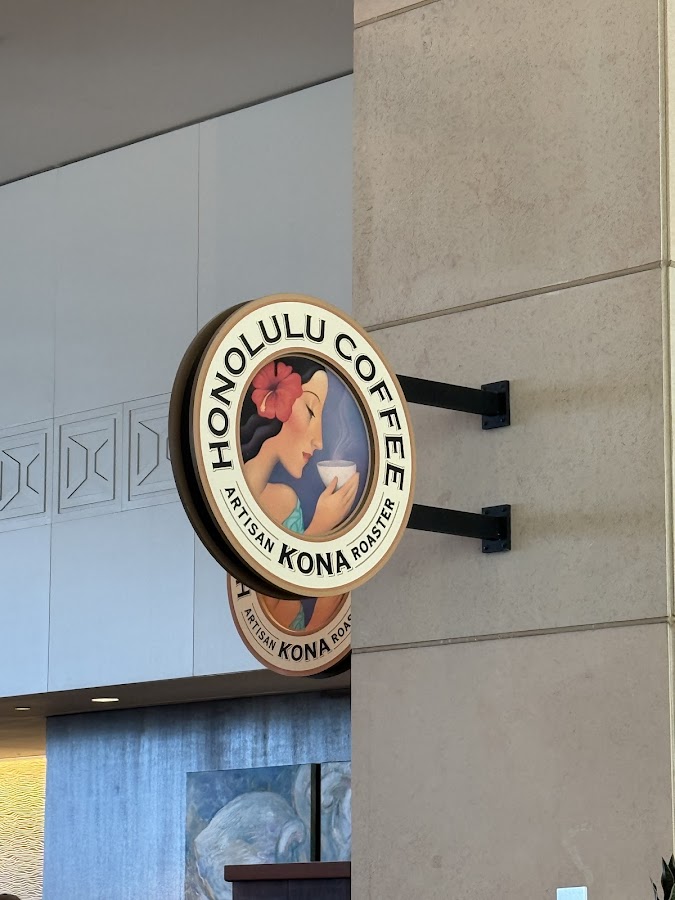 HONOLULU COFFEE
ARTISAN KONA ROASTER
ARTISAN KONA